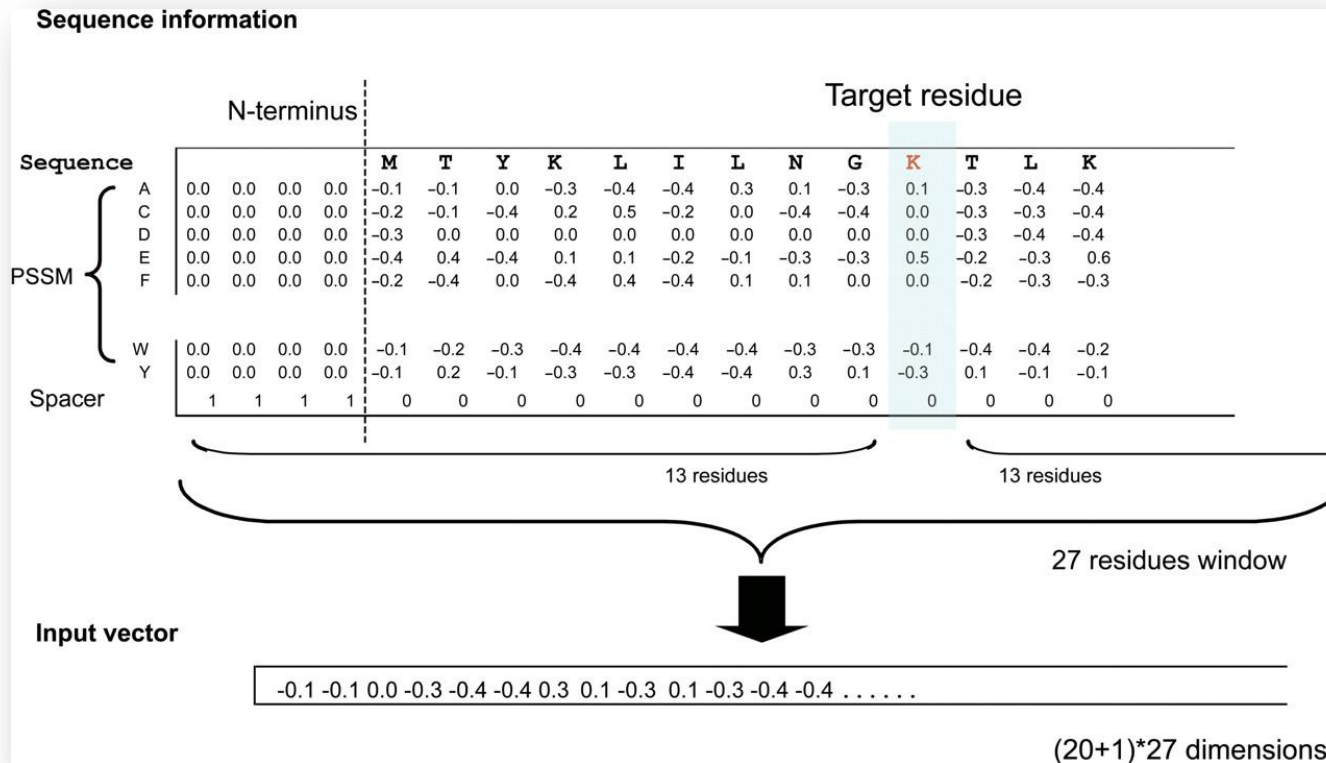 Sequence information
N-terminus
Target residue
Sequence M T Y K L I L N G K T L K
A 0.0 0.0 0.0 0.0 −0.1 −0.1 0.0 −0.3 −0.4 −0.4 0.3 0.1 −0.3 0.1 −0.3 −0.4 −0.4
C 0.0 0.0 0.0 0.0 −0.2 −0.1 −0.4 0.2 0.5 −0.2 0.0 −0.4 −0.4 0.0 −0.3 −0.3 −0.4
D 0.0 0.0 0.0 0.0 −0.3 0.0 0.0 0.0 0.0 0.0 0.0 0.0 0.0 0.0 −0.3 −0.4 −0.4
E 0.0 0.0 0.0 0.0 −0.4 0.4 −0.4 0.1 0.1 −0.2 −0.1 −0.3 −0.3 0.5 −0.2 −0.3 0.6
PSSM
F 0.0 0.0 0.0 0.0 −0.2 −0.4 0.0 −0.4 0.4 −0.4 0.1 0.1 0.0 0.0 −0.2 −0.3 −0.3
W 0.0 0.0 0.0 0.0 −0.1 −0.2 −0.3 −0.4 −0.4 −0.4 −0.4 −0.3 −0.3 −0.1 −0.4 −0.4 −0.2
Y 0.0 0.0 0.0 0.0 −0.1 0.2 −0.1 −0.3 −0.3 −0.4 −0.4 0.3 0.1 −0.3 0.1 −0.1 −0.1
Spacer 1 1 1 1 0 0 0 0 0 0 0 0 0 0 0 0 0
13 residues 13 residues
27 residues window
Input vector
-0.1 -0.1 0.0 -0.3 -0.4 -0.4 0.3 0.1 -0.3 0.1 -0.3 -0.4 -0.4 . . . . . .
(20+1)*27 dimensions